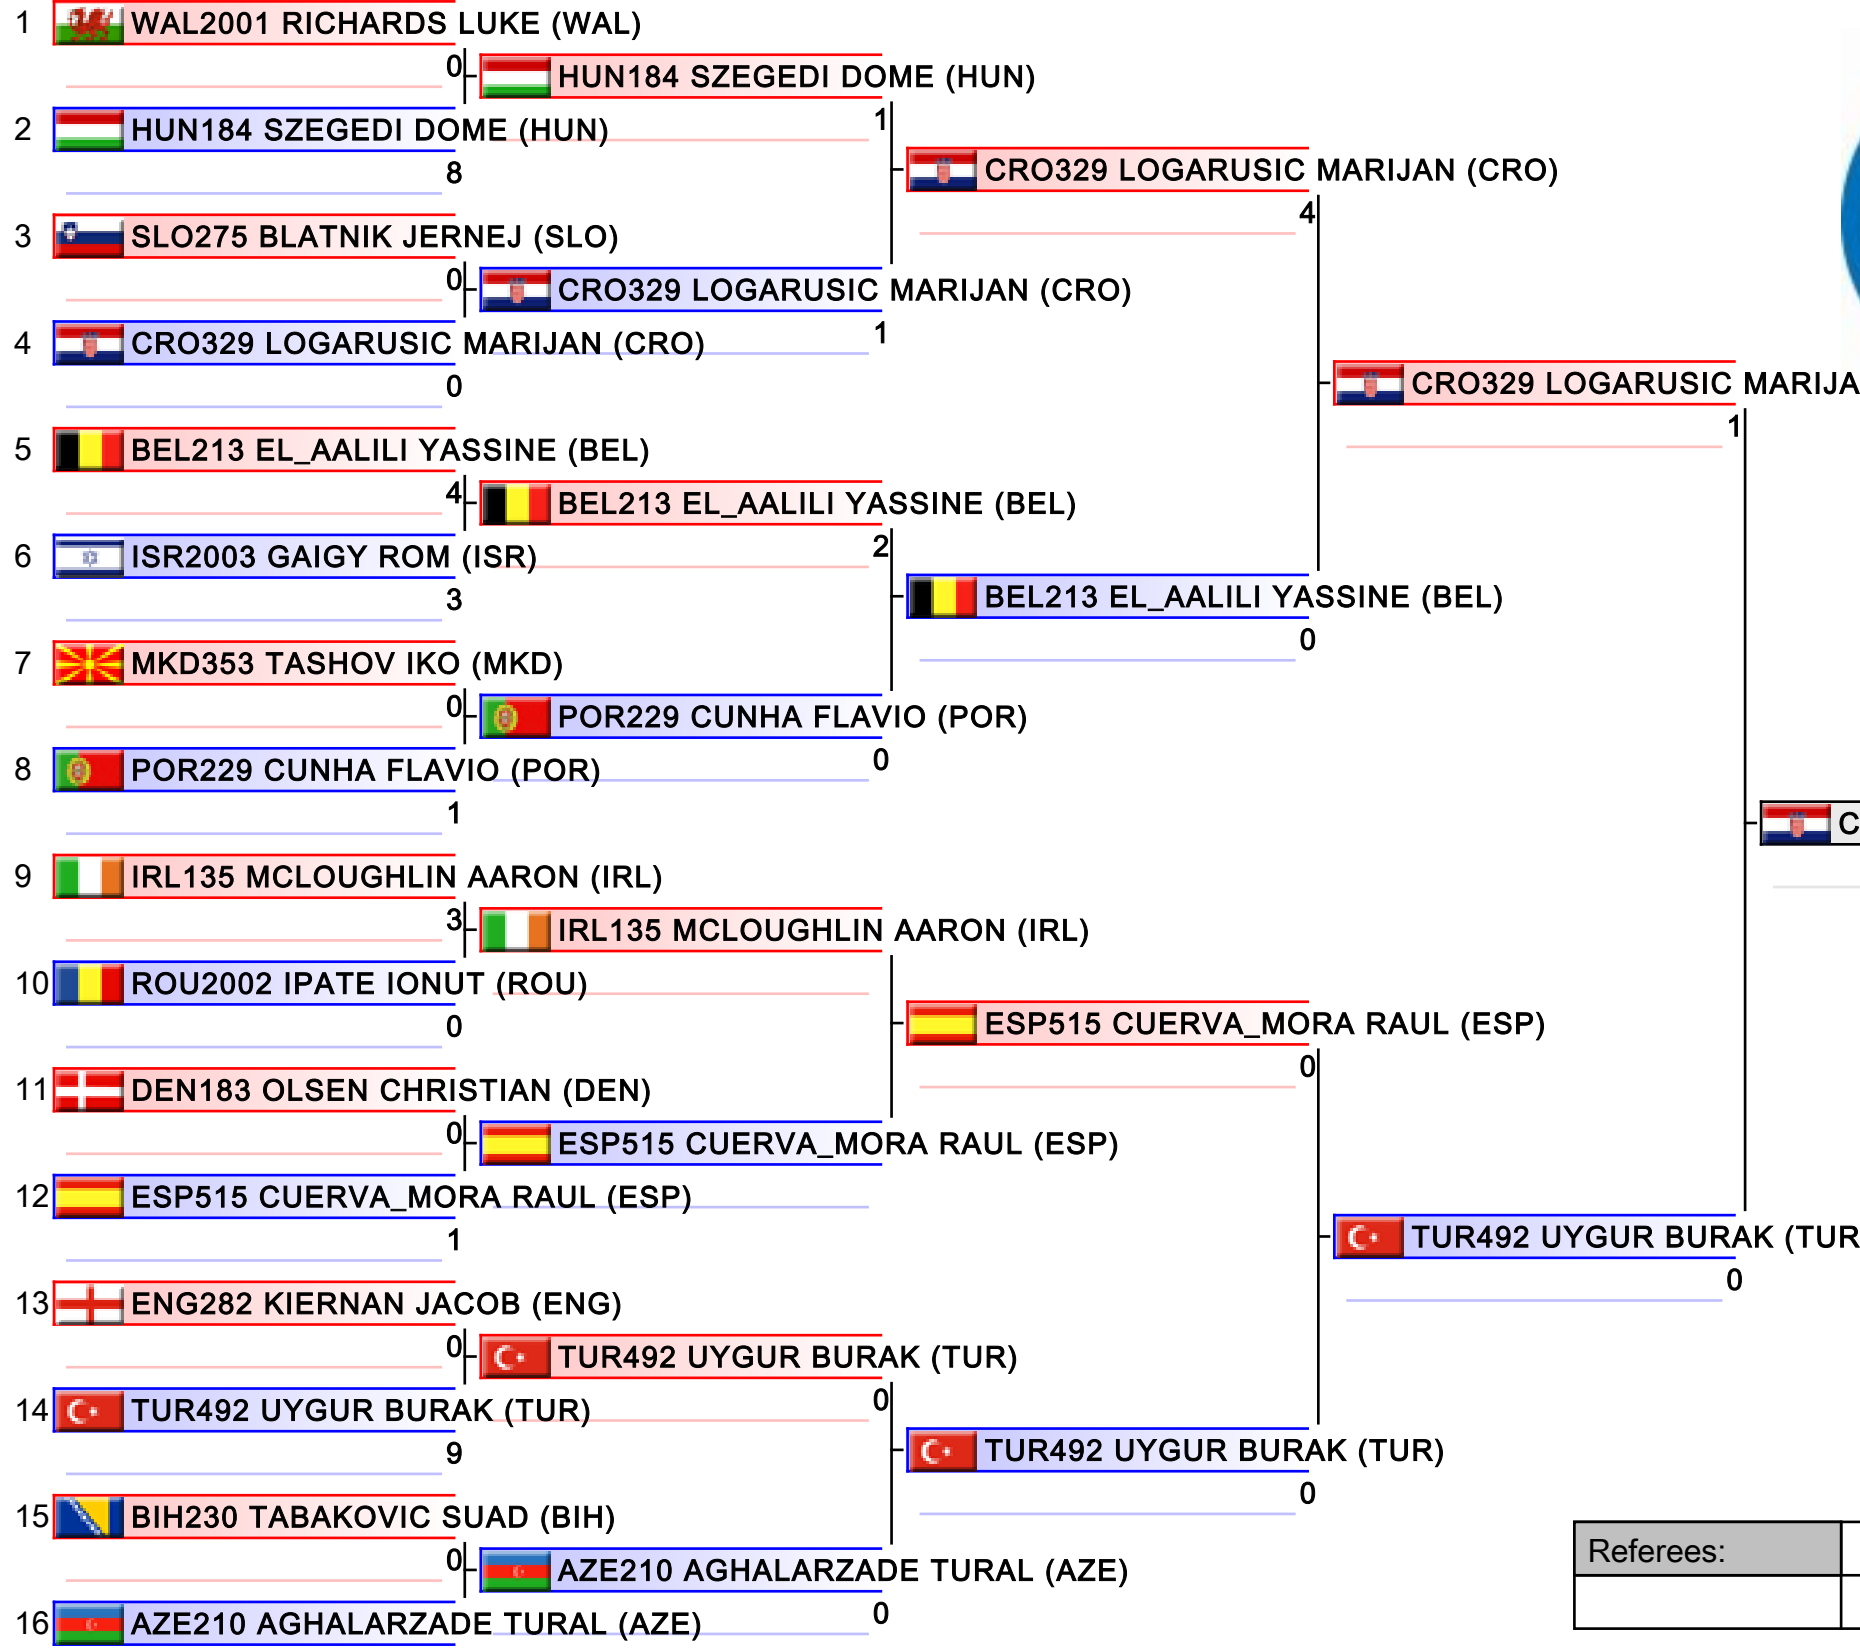 1 WAL2001 RICHARDS LUKE (WAL)
0
HUN184 SZEGEDI DOME (HUN)
1
2 HUN184 SZEGEDI DOME (HUN)
8
CRO329 LOGARUSIC MARIJAN (CRO)
4
3 SLO275 BLATNIK JERNEJ (SLO)
0
CRO329 LOGARUSIC MARIJAN (CRO)
1
4 CRO329 LOGARUSIC MARIJAN (CRO)
0
CRO329 LOGARUSIC MARIJA
1
5 BEL213 EL_AALILI YASSINE (BEL)
4
BEL213 EL_AALILI YASSINE (BEL)
2
6 ISR2003 GAIGY ROM (ISR)
3
BEL213 EL_AALILI YASSINE (BEL)
0
7 MKD353 TASHOV IKO (MKD)
0
POR229 CUNHA FLAVIO (POR)
0
8 POR229 CUNHA FLAVIO (POR)
1
C
9 IRL135 MCLOUGHLIN AARON (IRL)
3
IRL135 MCLOUGHLIN AARON (IRL)
10 ROU2002 IPATE IONUT (ROU)
0
ESP515 CUERVA_MORA RAUL (ESP)
0
11 DEN183 OLSEN CHRISTIAN (DEN)
0
ESP515 CUERVA_MORA RAUL (ESP)
12 ESP515 CUERVA_MORA RAUL (ESP)
1
TUR492 UYGUR BURAK (TUR
0
13 ENG282 KIERNAN JACOB (ENG)
0
TUR492 UYGUR BURAK (TUR)
0
14 TUR492 UYGUR BURAK (TUR)
9
TUR492 UYGUR BURAK (TUR)
0
15 BIH230 TABAKOVIC SUAD (BIH)
0
AZE210 AGHALARZADE TURAL (AZE)
0
16 AZE210 AGHALARZADE TURAL (AZE)
Referees: